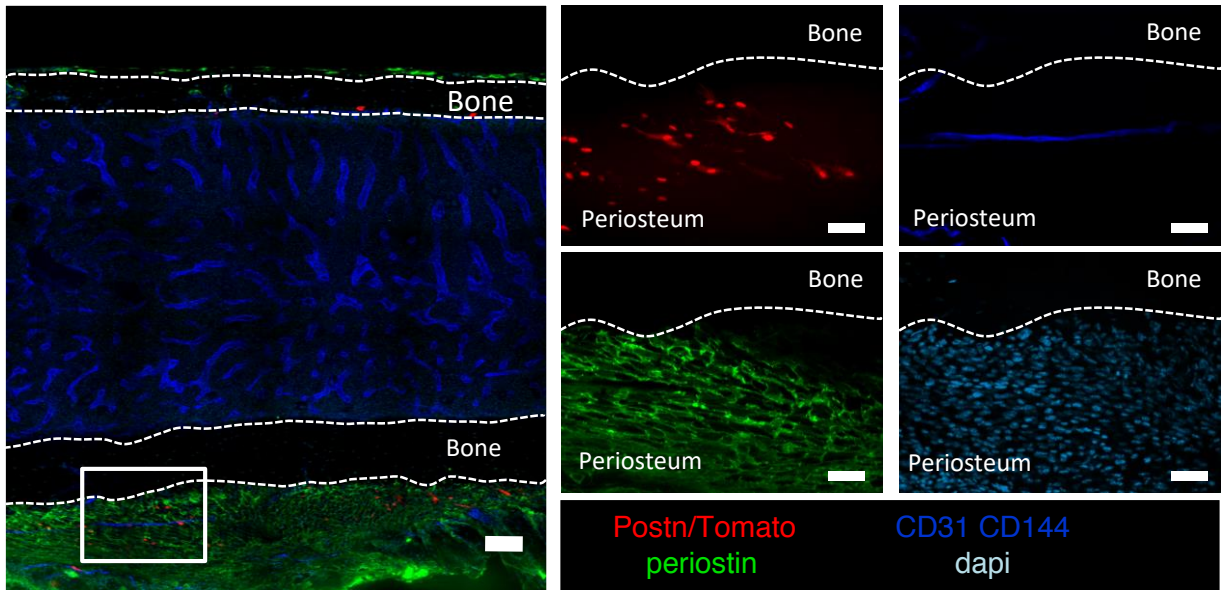 Bone
Bone
Bone
Periosteum
Bone
Periosteum
Bone
Periosteum
Bone
Periosteum
Postn/Tomato
CD31 CD144
periostin
dapi